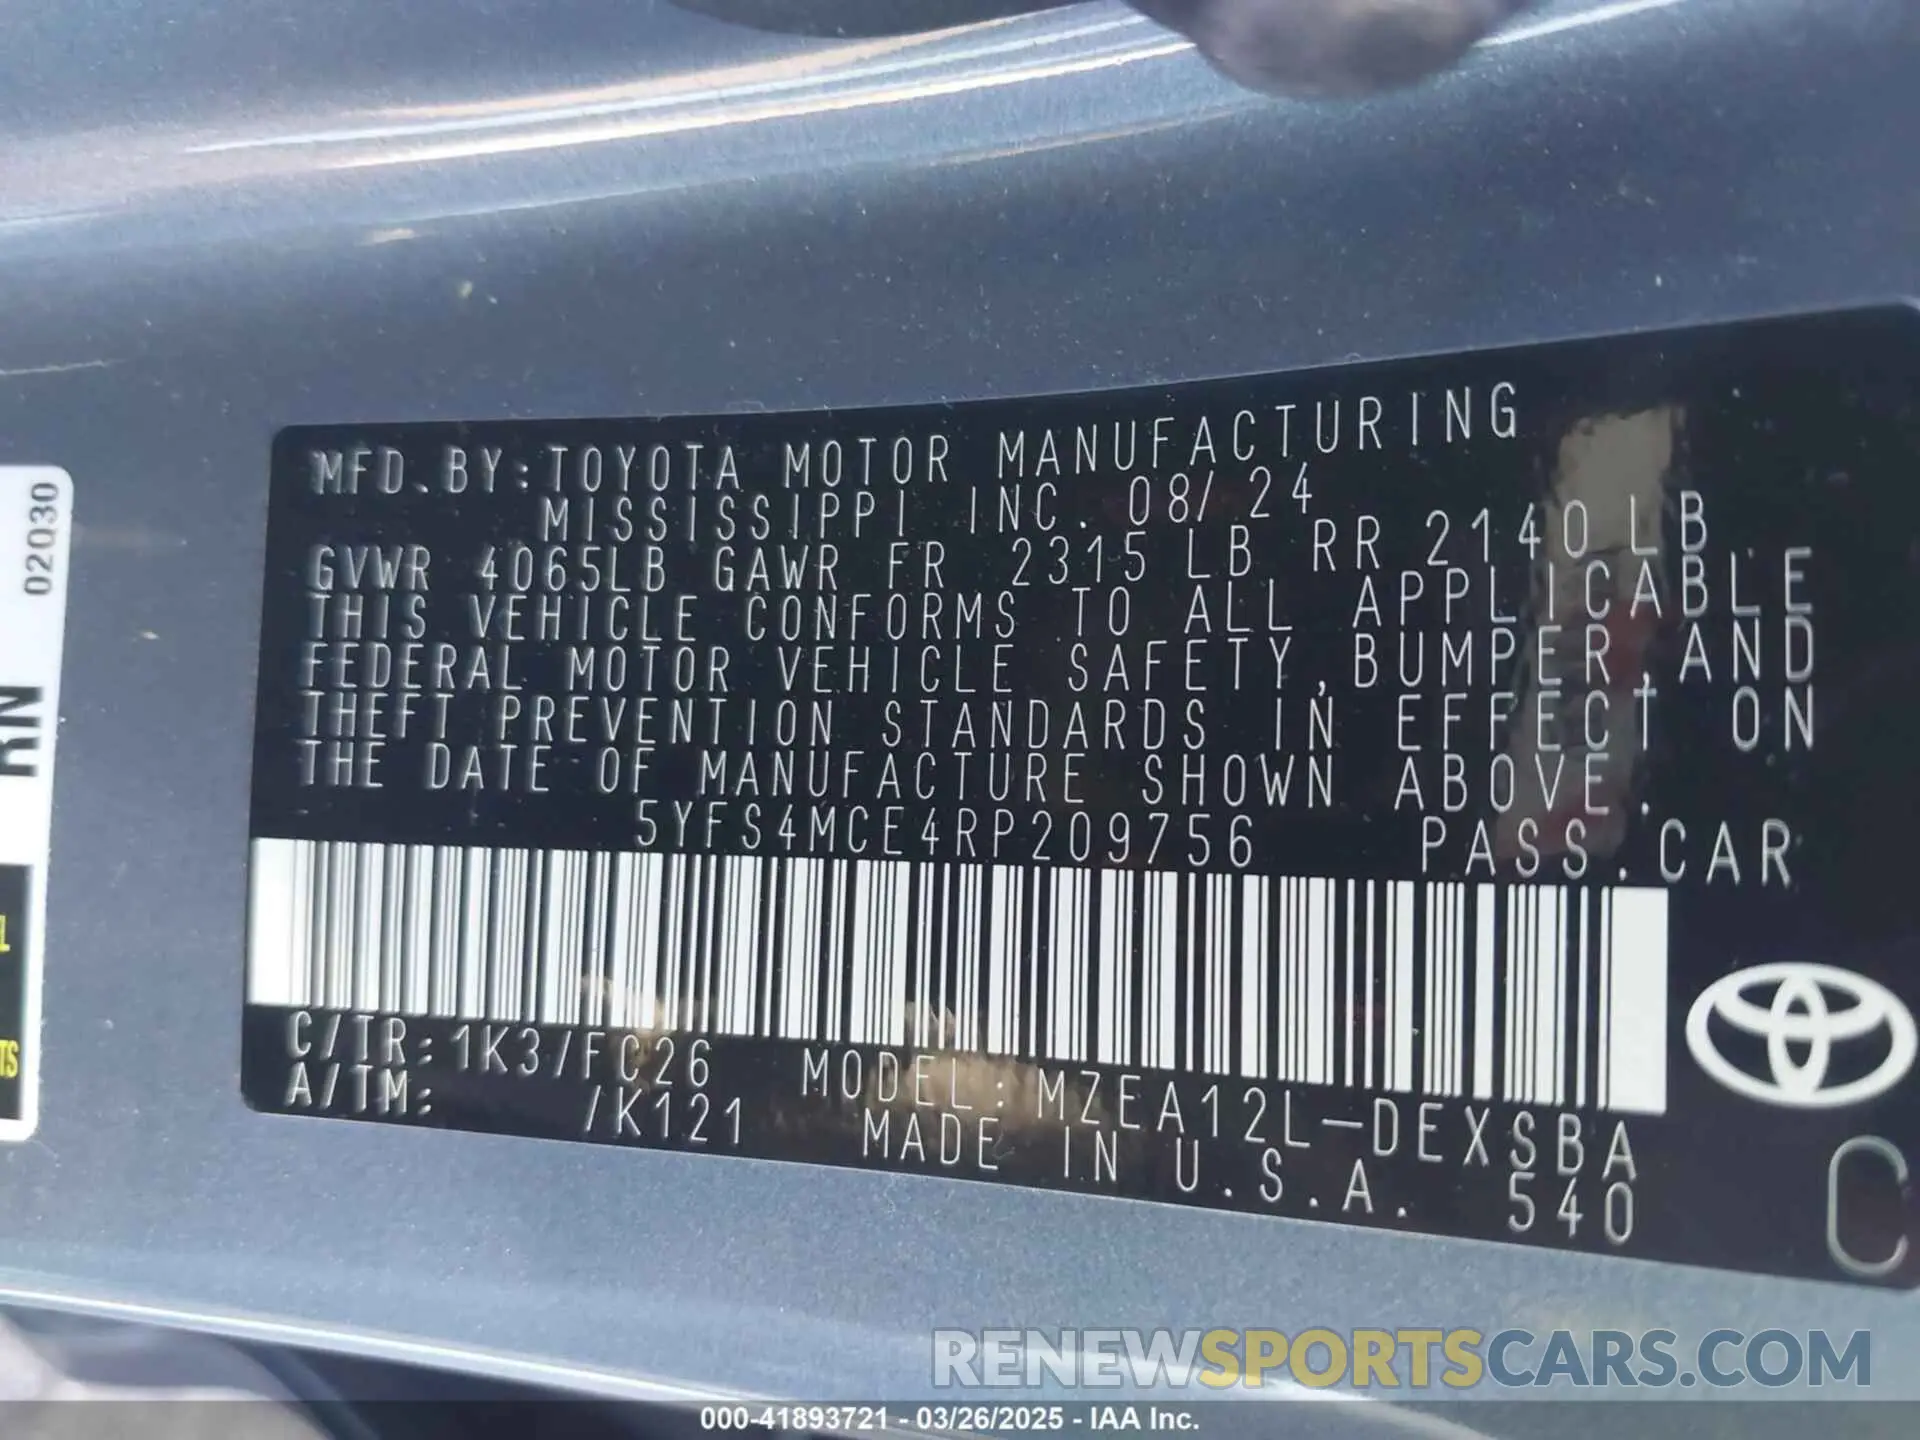 MFD. BY: TOYOTA MOTOR MANUFACTURING
MISSISSIPPI INC. 08/24
GVWR 4065LB GAWR FR 2315 LB RR 2140 LB
THIS VEHICLE CONFORMS TO ALL APPLICABLE
FEDERAL MOTOR VEHICLE SAFETY, BUMPER, AND
THEFT PREVENTION STANDARDS IN EFFECT ON
THE DATE OF MANUFACTURE SHOWN ABOVE.
5YFS4MCE4RP209756 PASS. CAR
C/TR: 1K3/FC26 MODEL: MZEA12L-DEXSBA
A/TM: /K121 MADE IN U.S.A. 540
C
02030
RN
TS
RENEWSPORTSCARS.COM
000-41893721 - 03/26/2025 - IAA Inc.